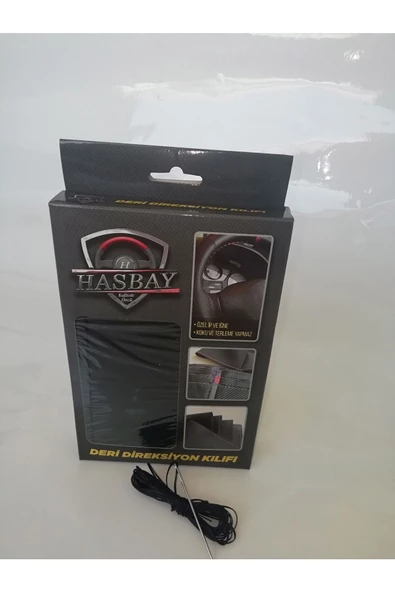 DERİ DİREKSİYON KILIFI
H
HASBAY
• ÖZEL İP VE İĞNE
• KOKU VE TERLEME YAPMAZ
DERİ DİREKSİYON KILIFI